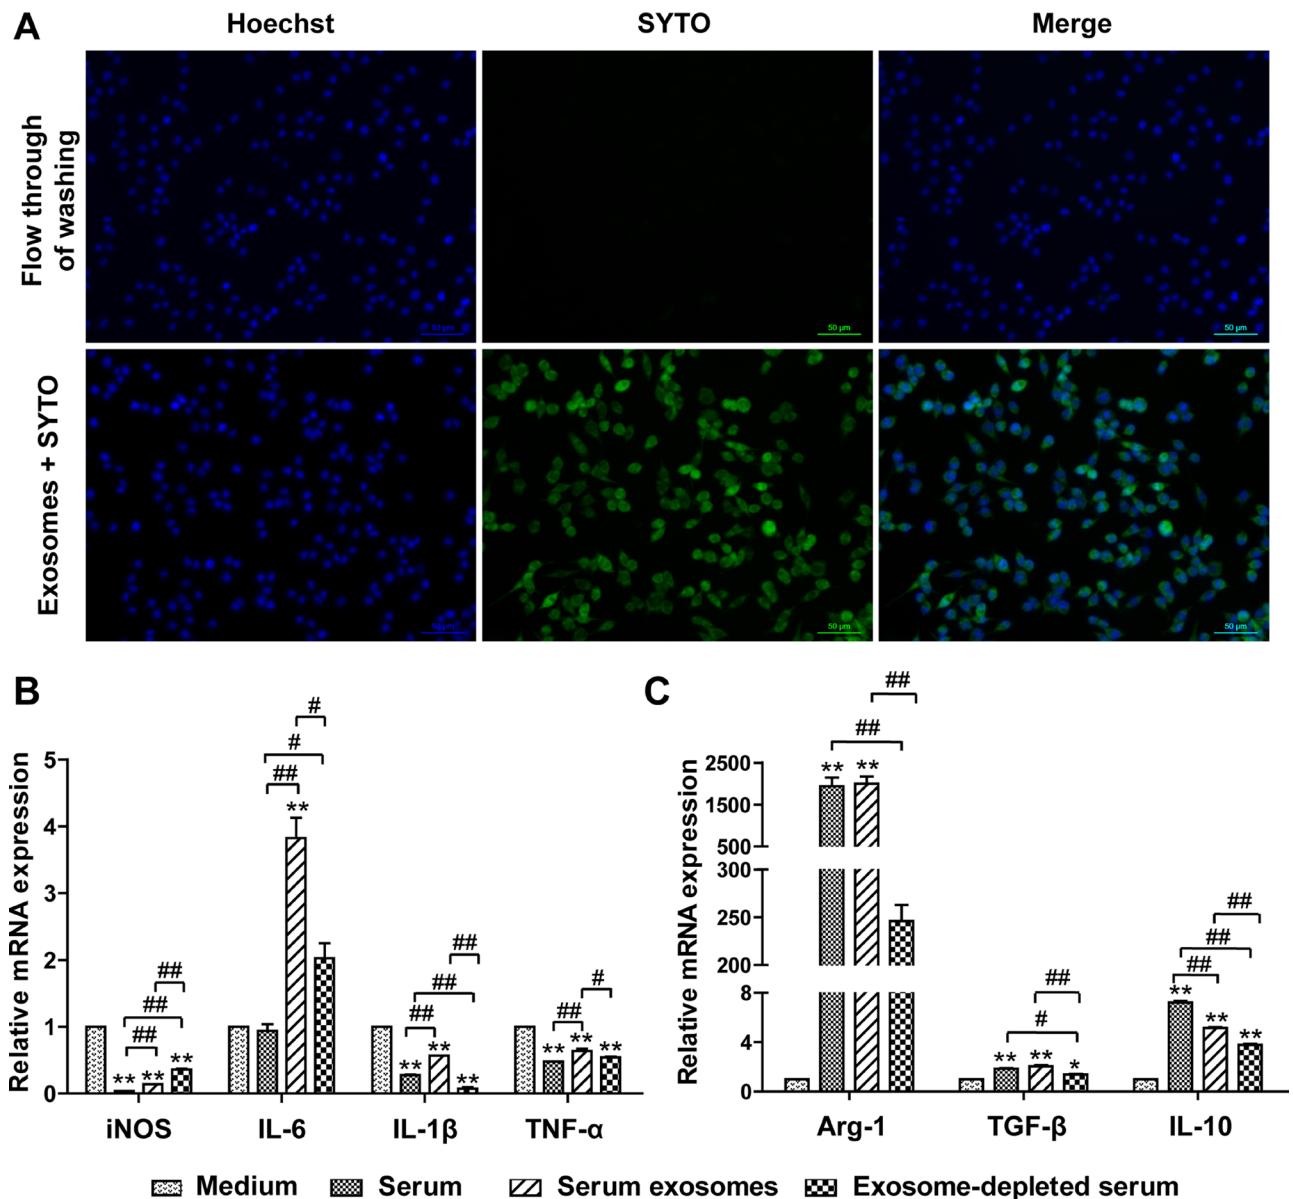 A
Hoechst
SYTO
Merge
Flow through
of washing
50 µm
50 µm
50 µm
Exosomes + SYTO
50 µm
50 µm
50 µm
B
Relative mRNA expression
5
4
3
2
1
0
** ** **
## ## ##
**
## # #
** ** **
## ## ##
** ** **
## #
iNOS
IL-6
IL-1β
TNF-α
C
Relative mRNA expression
2500
1500
500
300
250
200
8
4
0
** **
## ##
** ** *
# ##
** ** **
## ## ##
Arg-1
TGF-β
IL-10
Medium
Serum
Serum exosomes
Exosome-depleted serum